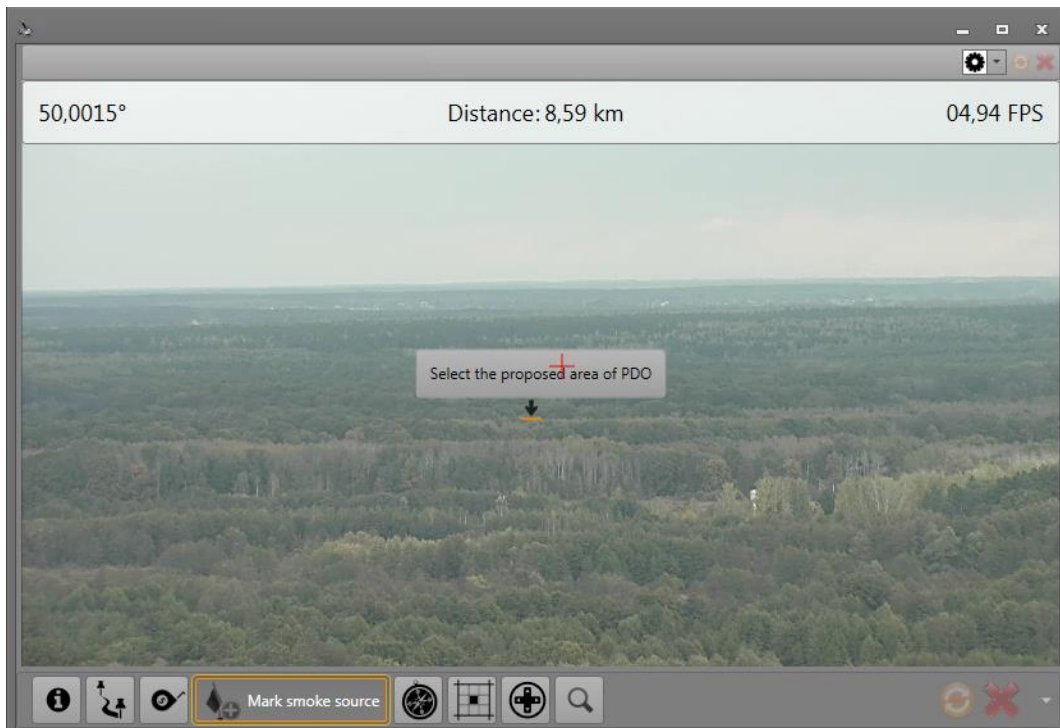 50,0015°
Distance: 8,59 km
04,94 FPS
Select the proposed area of PDO
Mark smoke source